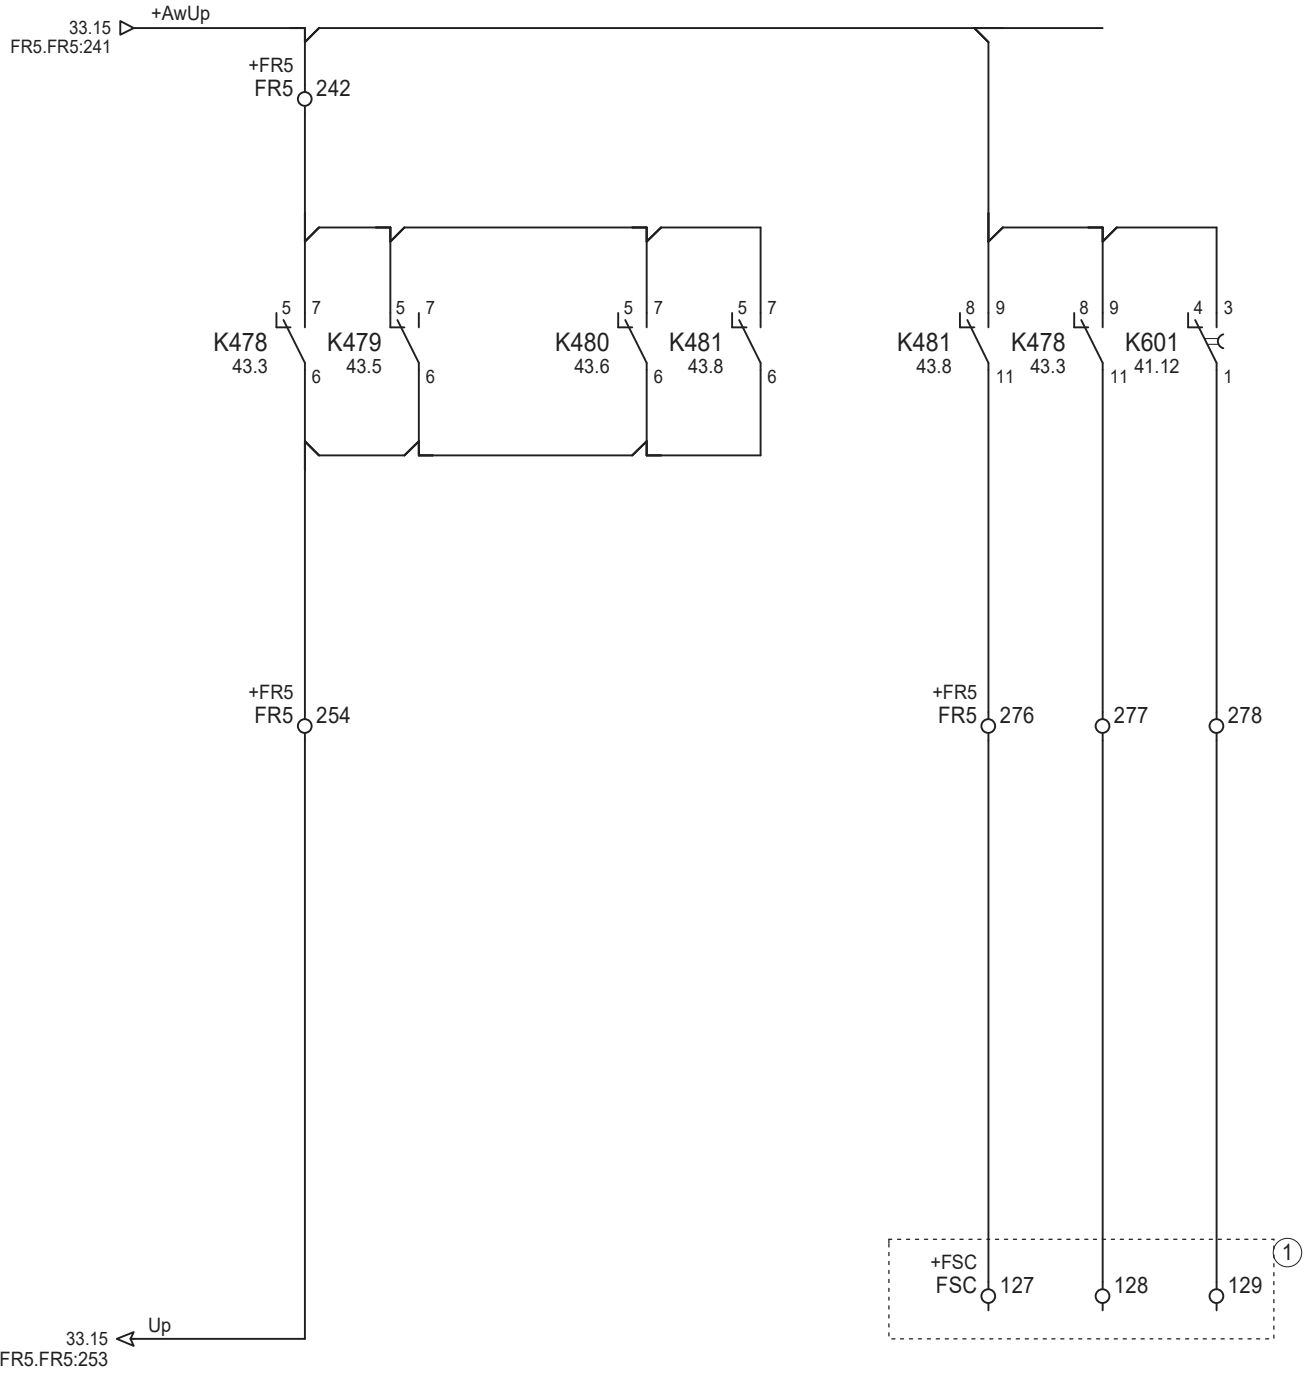 +AwUp
33.15
FR5.FR5:241
+FR5
FR5 242
5 7 5 7 5 7 5 7 8 9 8 9 4 3
K478 K479 K480 K481 K481 K478 K601
43.3 43.5 43.6 43.8 43.8 43.3 41.12
6 6 6 6 11 11 1
+FR5 +FR5
FR5 254 FR5 276 277 278
1
+FSC
FSC 127 128 129
Up
33.15
FR5.FR5:253